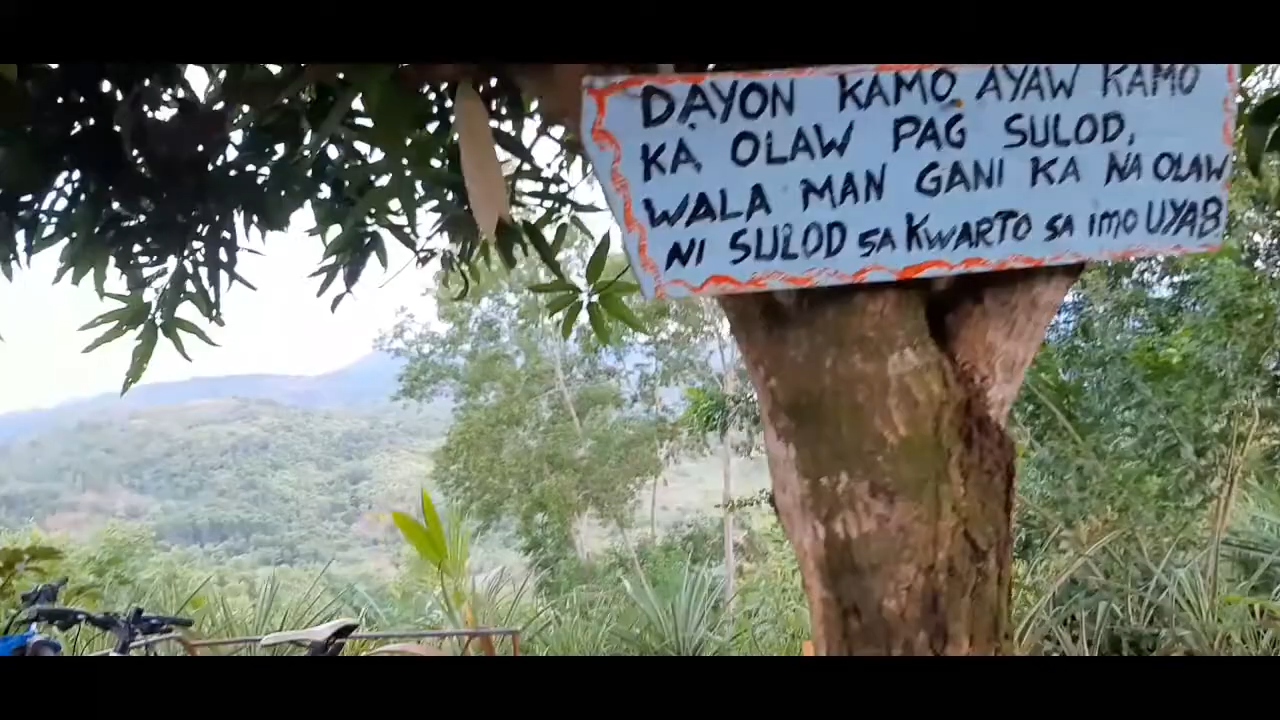 DAYON KAMO, AYAW KAMO
KA OLAW PAG SULOD,
WALA MAN GANI KA NA OLAW
NI SULOD SA KWARTO SA imo UYAB.